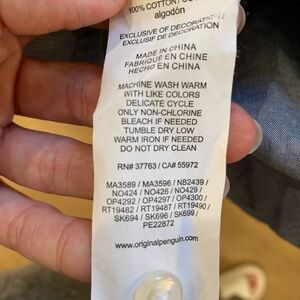 100% COTTON
algodón
EXCLUSIVE OF DECORATION
EXCLUSIF DE DECORATION
MADE IN CHINA
FABRIQUÉ EN CHINE
HECHO EN CHINA
MACHINE WASH WARM
WITH LIKE COLORS
DELICATE CYCLE
ONLY NON-CHLORINE
BLEACH IF NEEDED
TUMBLE DRY LOW
WARM IRON IF NEEDED
DO NOT DRY CLEAN
RN# 37763 / CA# 55972
MA3589 / MA3596 / NB2439 /
NO424 / NO426 / NO429 /
OP4292 / OP4297 / OP4300 /
RT19482 / RT19487 / RT19490 /
SK694 / SK696 / SK699 /
PE22872
www.originalpenguin.com